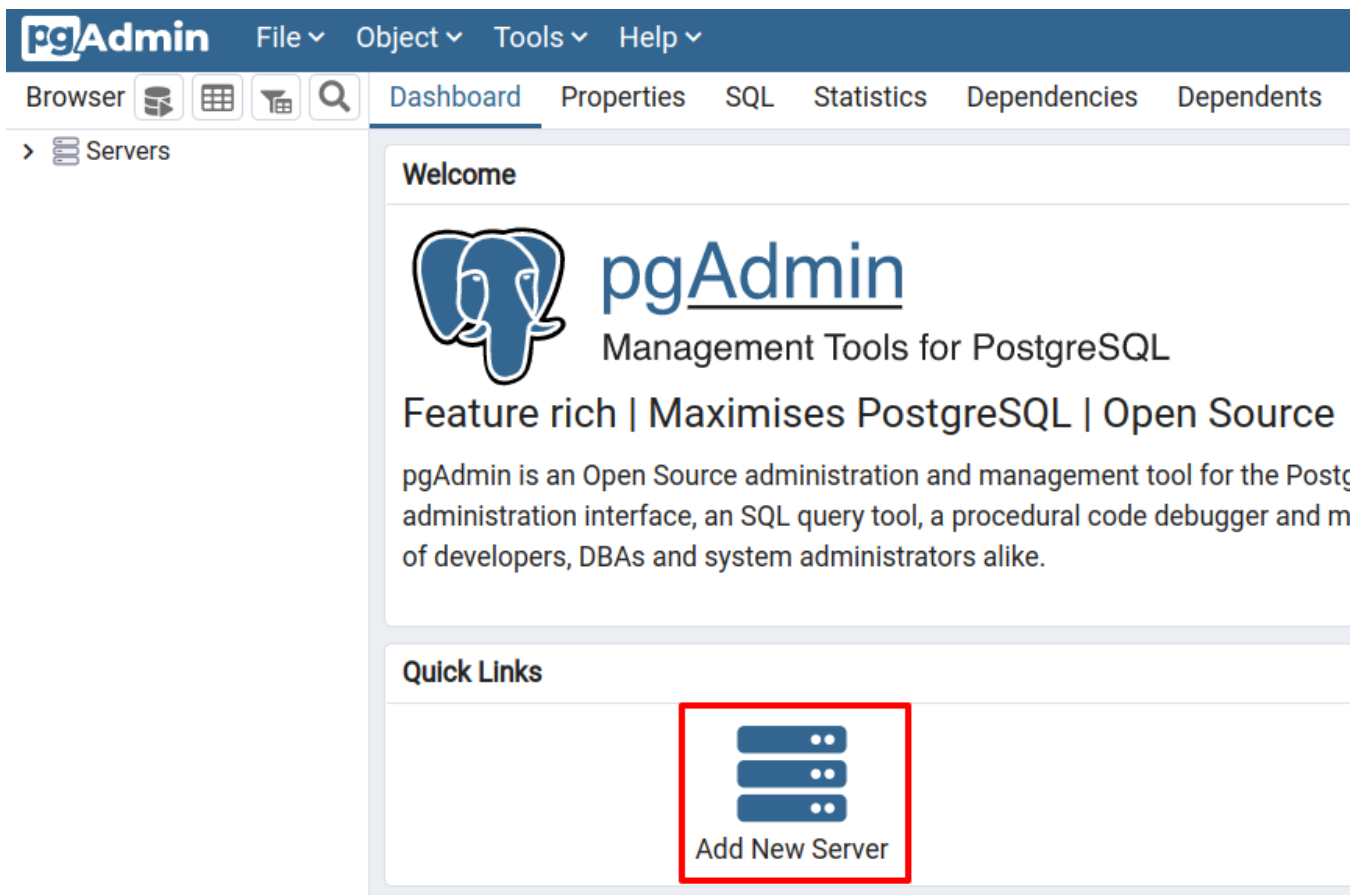 pgAdmin File Object Tools Help
Browser Dashboard Properties SQL Statistics Dependencies Dependents
Servers
Welcome
pgAdmin
Management Tools for PostgreSQL
Feature rich | Maximises PostgreSQL | Open Source
pgAdmin is an Open Source administration and management tool for the Postg
administration interface, an SQL query tool, a procedural code debugger and m
of developers, DBAs and system administrators alike.
Quick Links
Add New Server